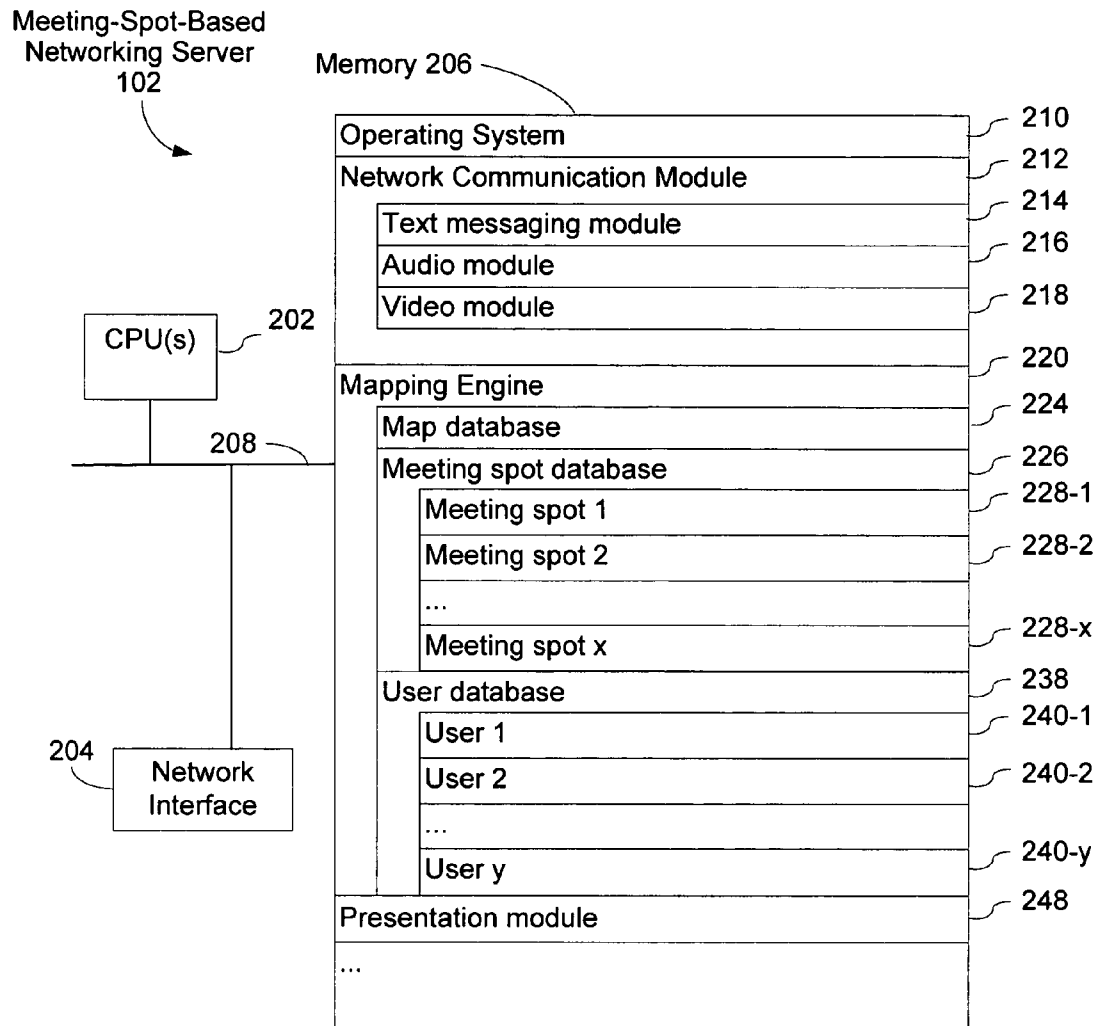 Meeting-Spot-Based
Networking Server
102
Memory 206
Operating System
210
Network Communication Module
212
Text messaging module
214
Audio module
216
Video module
218
CPU(s)
202
Mapping Engine
220
Map database
224
208
Meeting spot database
226
Meeting spot 1
228-1
Meeting spot 2
228-2
...
Meeting spot x
228-x
User database
238
User 1
240-1
204
Network
Interface
User 2
240-2
...
User y
240-y
Presentation module
248
...